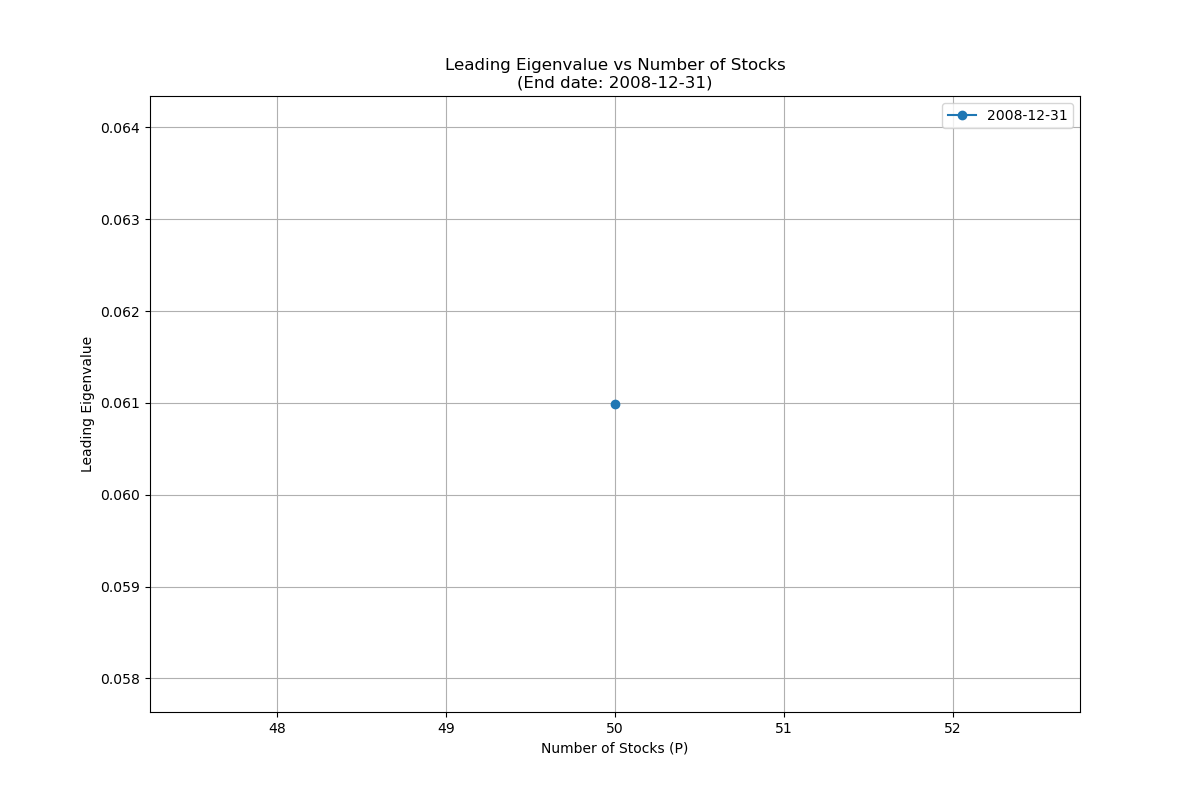 Leading Eigenvalue vs Number of Stocks
(End date: 2008-12-31)
2008-12-31
0.064
0.063
0.062
0.061
0.060
0.059
0.058
Leading Eigenvalue
48 49 50 51 52
Number of Stocks (P)